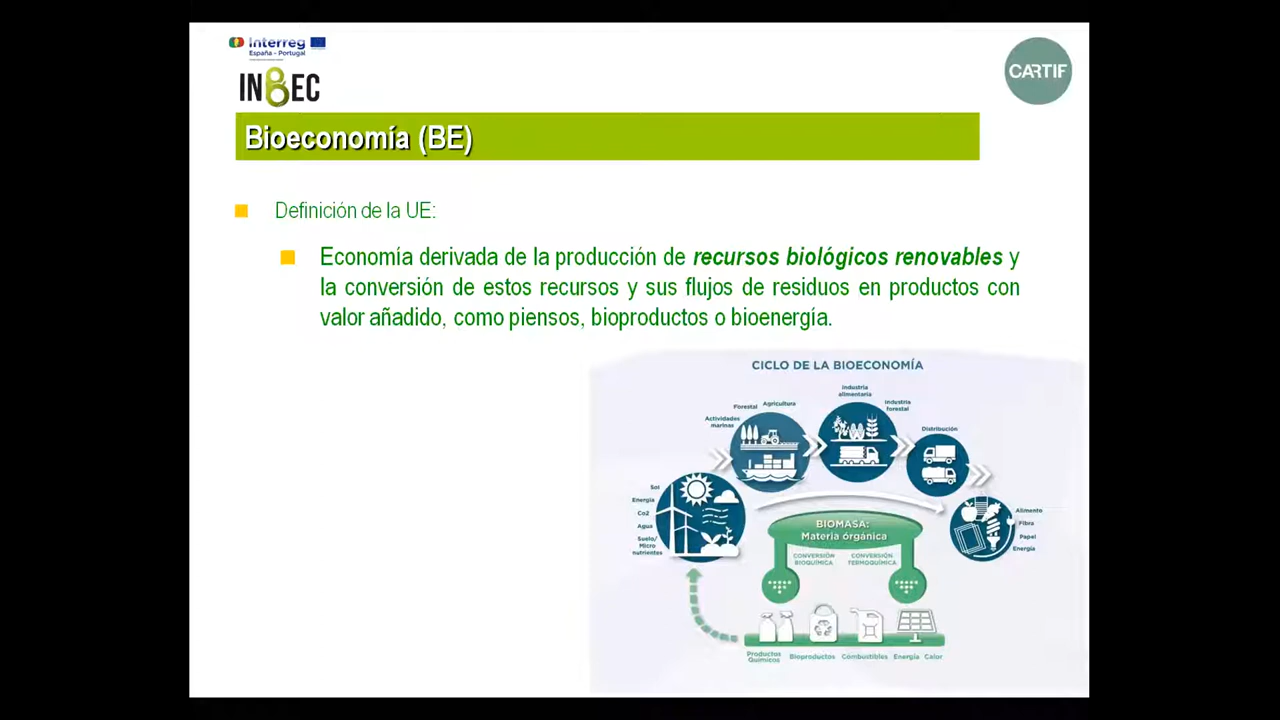 Interreg
España - Portugal
INBEC
CARTIF
Bioeconomía (BE)
Definición de la UE:
Economía derivada de la producción de recursos biológicos renovables y
la conversión de estos recursos y sus flujos de residuos en productos con
valor añadido, como piensos, bioproductos o bioenergía.
CICLO DE LA BIOECONOMÍA
Industria
alimentaria
Industria
forestal
Forestal
Agricultura
Actividades
marinas
Distribución
Sol
Energía
Co2
Agua
Suelo/
Micro
nutrientes
Alimento
Fibra
Papel
Energía
BIOMASA:
Materia órgánica
CONVERSIÓN
BIOQUÍMICA
CONVERSIÓN
TERMOQUÍMICA
Productos
Químicos
Bioproductos
Combustibles
Energía
Calor